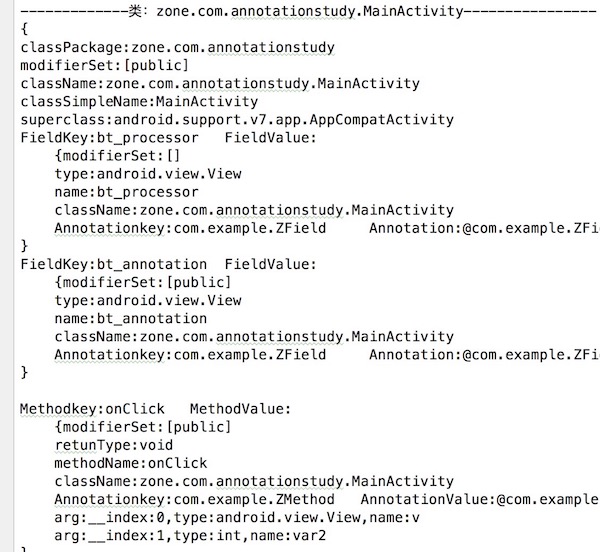 -------------类：zone.com.annotationstudy.MainActivity----------------
{
classPackage:zone.com.annotationstudy
modifierSet:[public]
className:zone.com.annotationstudy.MainActivity
classSimpleName:MainActivity
superclass:android.support.v7.app.AppCompatActivity
FieldKey:bt_processor   FieldValue:
    {modifierSet:[]
    type:android.view.View
    name:bt_processor
    className:zone.com.annotationstudy.MainActivity
    Annotationkey:com.example.ZField     Annotation:@com.example.ZFi
}
FieldKey:bt_annotation  FieldValue:
    {modifierSet:[public]
    type:android.view.View
    name:bt_annotation
    className:zone.com.annotationstudy.MainActivity
    Annotationkey:com.example.ZField     Annotation:@com.example.ZFi
}
Methodkey:onClick   MethodValue:
    {modifierSet:[public]
    retunType:void
    methodName:onClick
    className:zone.com.annotationstudy.MainActivity
    Annotationkey:com.example.ZMethod   AnnotationValue:@com.example
    arg:__index:0,type:android.view.View,name:v
    arg:__index:1,type:int,name:var2
}